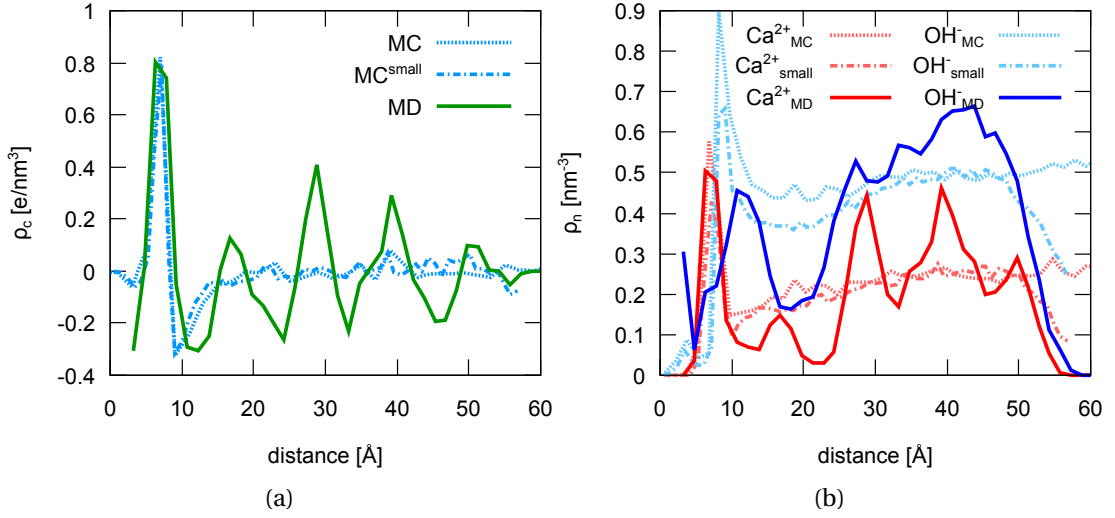 1
0.8
0.6
0.4
0.2
0
-0.2
-0.4
ρc [e/nm³]
MC
MCˢᵐᵃˡˡ
MD
0 10 20 30 40 50 60
distance [Å]
(a)
0.9
0.8
0.7
0.6
0.5
0.4
0.3
0.2
0.1
0
ρn [nm⁻³]
Ca²⁺MC
Ca²⁺small
Ca²⁺MD
OH⁻MC
OH⁻small
OH⁻MD
0 10 20 30 40 50 60
distance [Å]
(b)